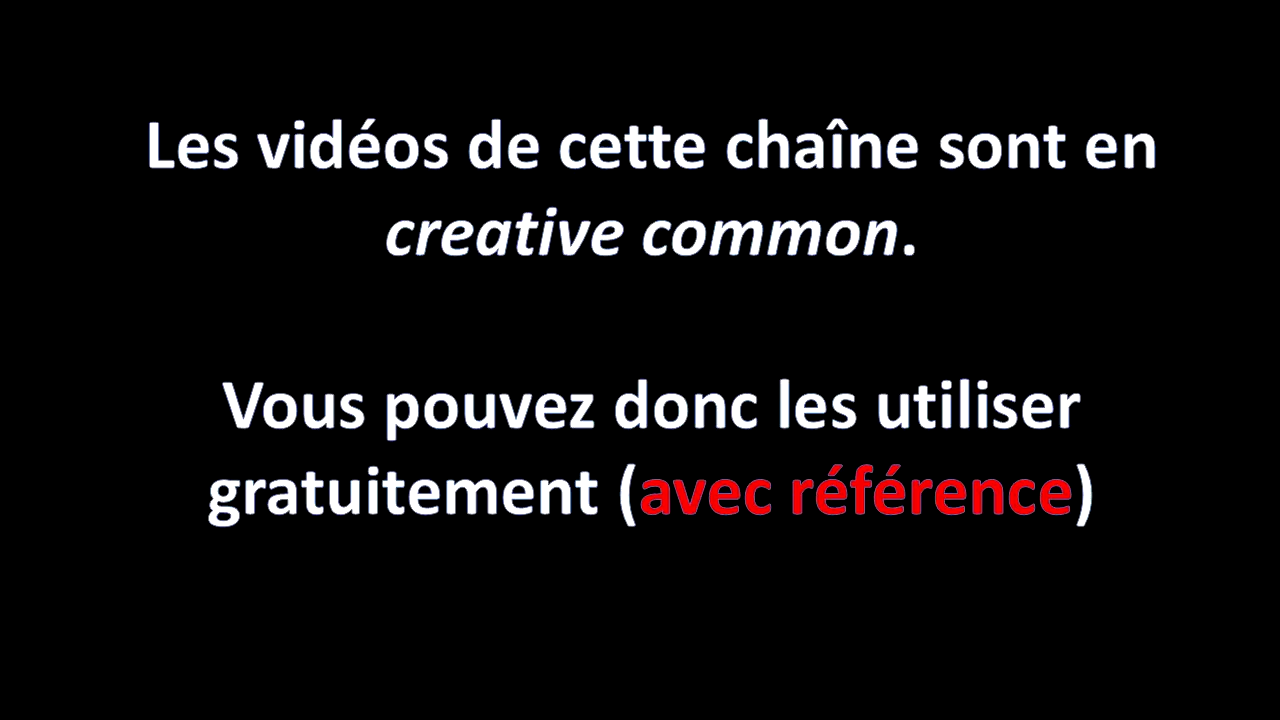 Les vidéos de cette chaîne sont en
creative common.
Vous pouvez donc les utiliser
gratuitement (avec référence)